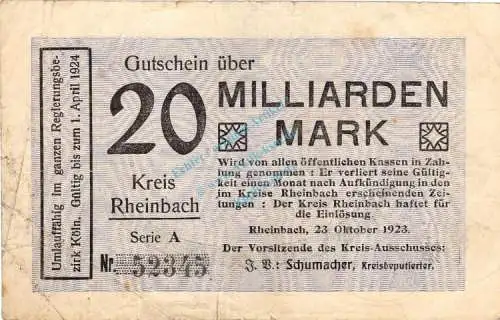 Umlauffähig im ganzen Regierungsbe-
zirk Köln. Gültig bis zum 1. April 1924
Gutschein über
20 MILLIARDEN
MARK
Kreis
Rheinbach
Serie A
Nr. 52345
Wird von allen öffentlichen Kassen in Zah-
lung genommen : Er verliert seine Gültig-
keit einen Monat nach Aufkündigung in den
im Kreise Rheinbach erscheinenden Zei-
tungen : Der Kreis Rheinbach haftet für
die Einlösung.
Rheinbach, 23 Oktober 1923.
Der Vorsitzende des Kreis-Ausschusses:
J. V.: Schumacher, Kreisdeputierter.